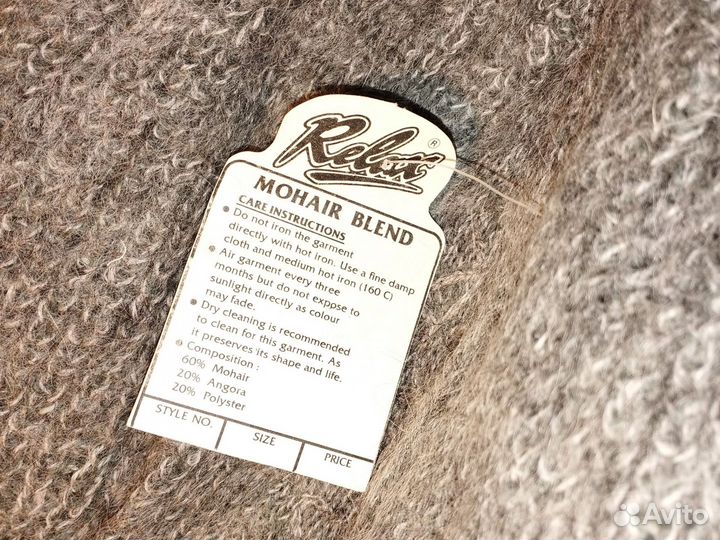 Relax ®
MOHAIR BLEND
CARE INSTRUCTIONS
• Do not iron the garment
directly with hot iron. Use a fine damp
cloth and medium hot iron (160 C)
• Air garment every three
months but do not expose to
sunlight directly as colour
may fade.
• Dry cleaning is recommended
to clean for this garment. As
it preserves its shape and life.
• Composition :
60% Mohair
20% Angora
20% Polyster
STYLE NO. SIZE PRICE
Avito